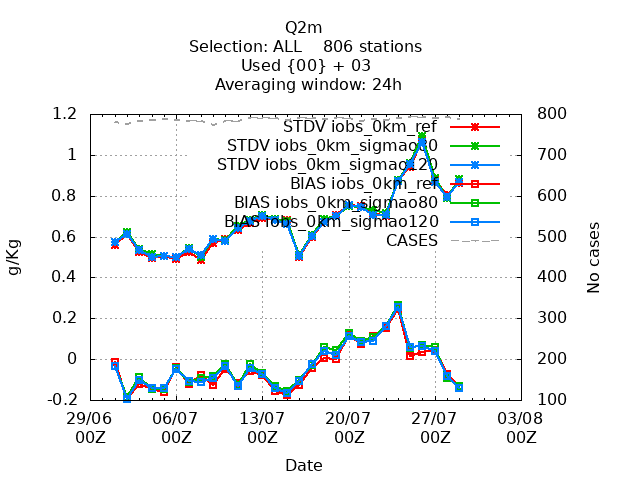 Q2m
Selection: ALL    806 stations
Used {00} + 03
Averaging window: 24h
STDV iobs_0km_ref
STDV iobs_0km_sigmao80
STDV iobs_0km_sigmao120
BIAS iobs_0km_ref
BIAS iobs_0km_sigmao80
BIAS iobs_0km_sigmao120
CASES
1.2
1
0.8
0.6
0.4
0.2
0
-0.2
g/Kg
800
700
600
500
400
300
200
100
No cases
29/06 06/07 13/07 20/07 27/07 03/08
00Z 00Z 00Z 00Z 00Z 00Z
Date